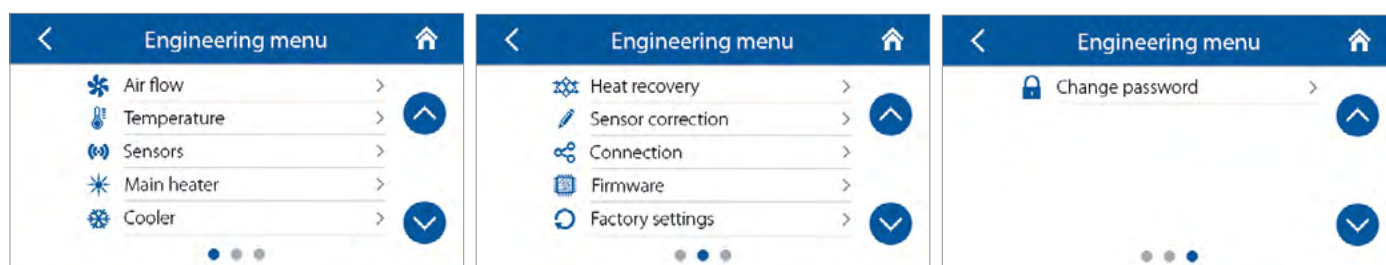 Engineering menu
Air flow
Temperature
Sensors
Main heater
Cooler
Engineering menu
Heat recovery
Sensor correction
Connection
Firmware
Factory settings
Engineering menu
Change password